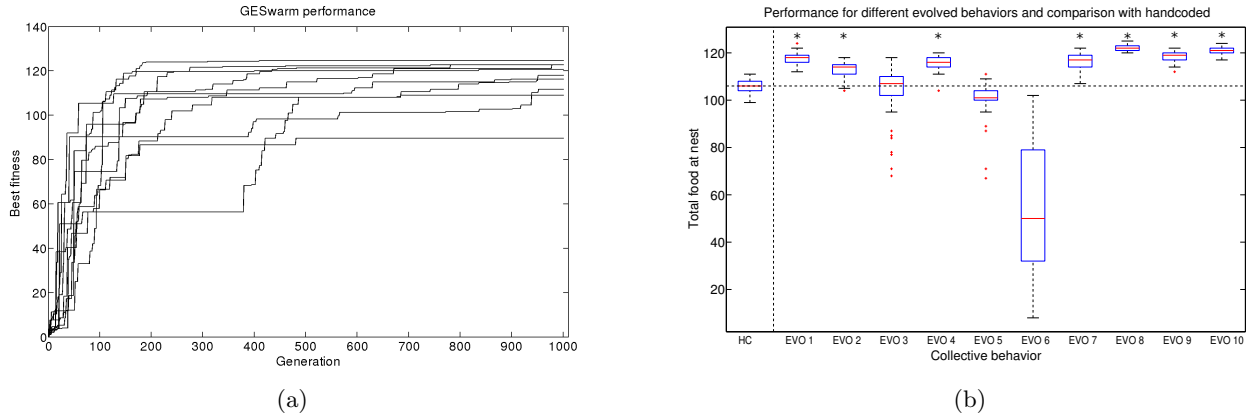 GESwarm performance
140
120
100
80
60
40
20
0
Best fitness
0 100 200 300 400 500 600 700 800 900 1000
Generation
(a)
Performance for different evolved behaviors and comparison with handcoded
120
100
80
60
40
20
Total food at nest
* * * * * * *
HC EVO 1 EVO 2 EVO 3 EVO 4 EVO 5 EVO 6 EVO 7 EVO 8 EVO 9 EVO 10
Collective behavior
(b)